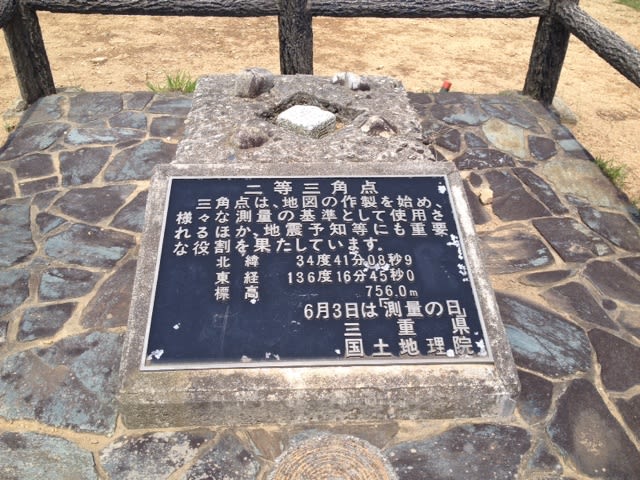 二等三角点
三角点は、地図の作製を始め、
様々な測量の基準として使用さ
れるほか、地震予知等にも重要
な役割を果たしています。
北緯 34度41分08秒9
東経 136度16分45秒0
標高 756.0m
6月3日は「測量の日」
三重県
国土地理院